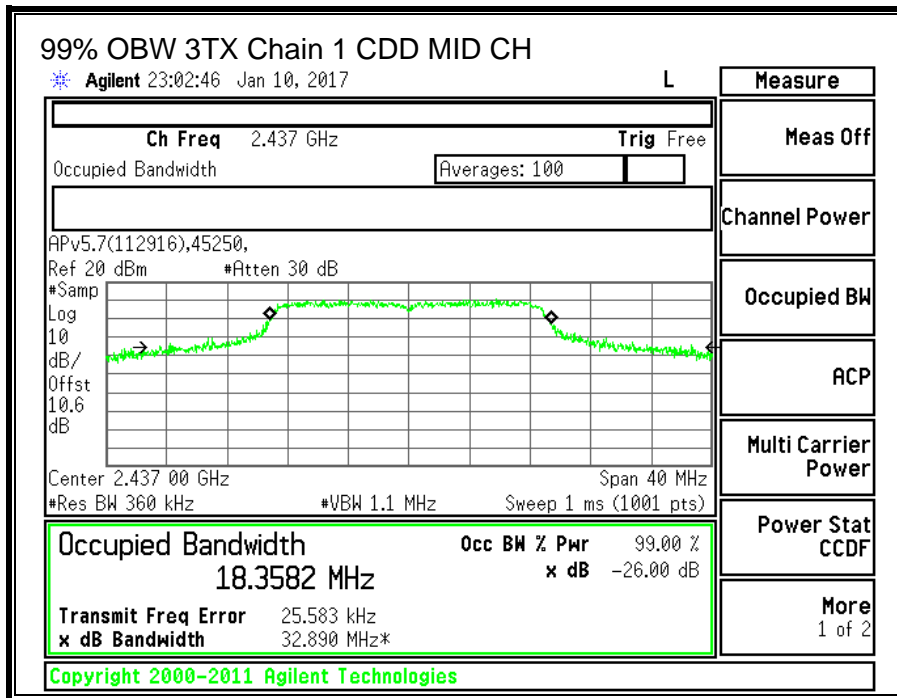 99% OBW 3TX Chain 1 CDD MID CH
Agilent 23:02:46 Jan 10, 2017 L
Measure
Ch Freq 2.437 GHz Trig Free
Meas Off
Occupied Bandwidth Averages: 100
Channel Power
APv5.7(112916),45250,
Ref 20 dBm #Atten 30 dB
#Samp
Log
10
dB/
Offst
10.6
dB
Occupied BW
ACP
Center 2.437 00 GHz Span 40 MHz
#Res BW 360 kHz #VBW 1.1 MHz Sweep 1 ms (1001 pts)
Multi Carrier
Power
Occupied Bandwidth Occ BW % Pwr 99.00 %
18.3582 MHz x dB -26.00 dB
Transmit Freq Error 25.583 kHz
x dB Bandwidth 32.890 MHz*
Power Stat
CCDF
More
1 of 2
Copyright 2000-2011 Agilent Technologies